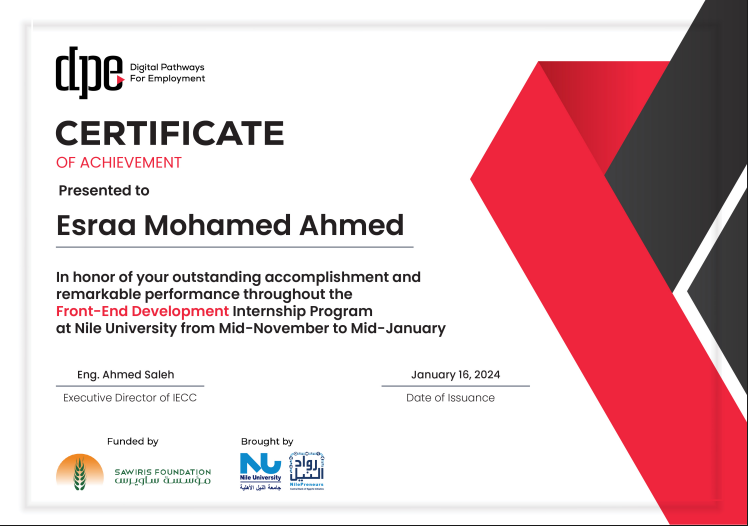 dpe
Digital Pathways
For Employment
CERTIFICATE
OF ACHIEVEMENT
Presented to
Esraa Mohamed Ahmed
In honor of your outstanding accomplishment and
remarkable performance throughout the
Front-End Development Internship Program
at Nile University from Mid-November to Mid-January
Eng. Ahmed Saleh
Executive Director of IECC
January 16, 2024
Date of Issuance
Funded by
SAWIRIS FOUNDATION
مؤسسة ساويرس
Brought by
NU
Nile University
جامعة النيل الأهلية
رواد
النيل
NilePreneurs